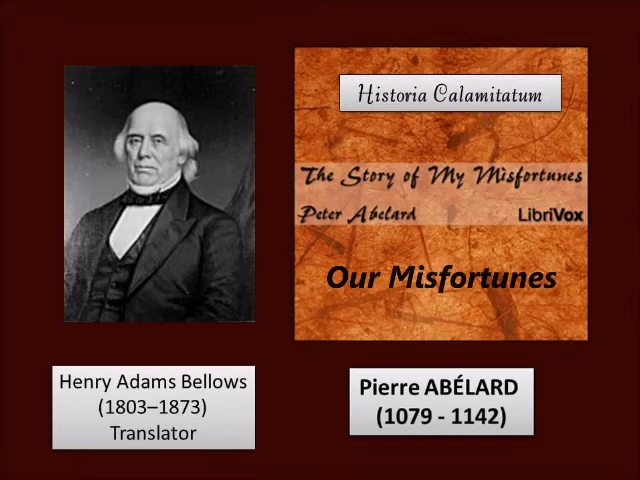 Historia Calamitatum
The Story of My Misfortunes
Peter Abelard LibriVox
Our Misfortunes
Henry Adams Bellows
(1803–1873)
Translator
Pierre ABÉLARD
(1079 - 1142)